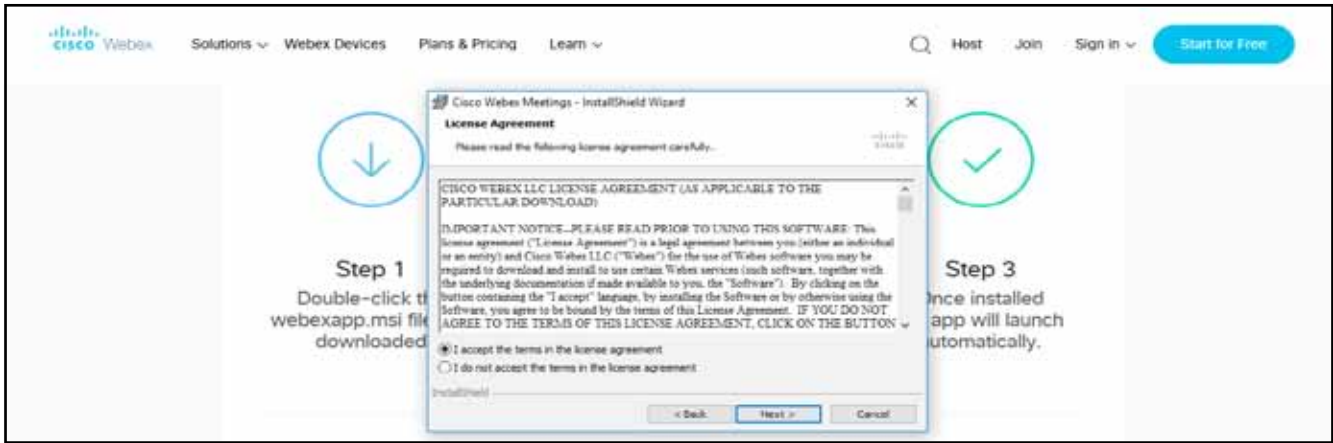 CISCO Webex
Solutions Webex Devices Plans & Pricing Learn Host Join Sign in Start for Free
Cisco Webex Meetings - InstallShield Wizard
License Agreement
Please read the following license agreement carefully.
CISCO
CISCO WEBEX LLC LICENSE AGREEMENT (AS APPLICABLE TO THE
PARTICULAR DOWNLOAD)
IMPORTANT NOTICE--PLEASE READ PRIOR TO USING THIS SOFTWARE: This
license agreement ("License Agreement") is a legal agreement between you (either an individual
or an entity) and Cisco Webex LLC ("Webex") for the use of Webex software you may be
required to download and install to use certain Webex services (such software, together with
the underlying documentation if made available to you, the "Software"). By clicking on the
button containing the "I accept" language, by installing the Software or by otherwise using the
Software, you agree to be bound by the terms of this License Agreement. IF YOU DO NOT
AGREE TO THE TERMS OF THIS LICENSE AGREEMENT, CLICK ON THE BUTTON
I accept the terms in the license agreement
I do not accept the terms in the license agreement
InstallShield
< Back Next > Cancel
Step 1
Double-click th
webexapp.msi file
downloaded
Step 3
Once installed
app will launch
automatically.